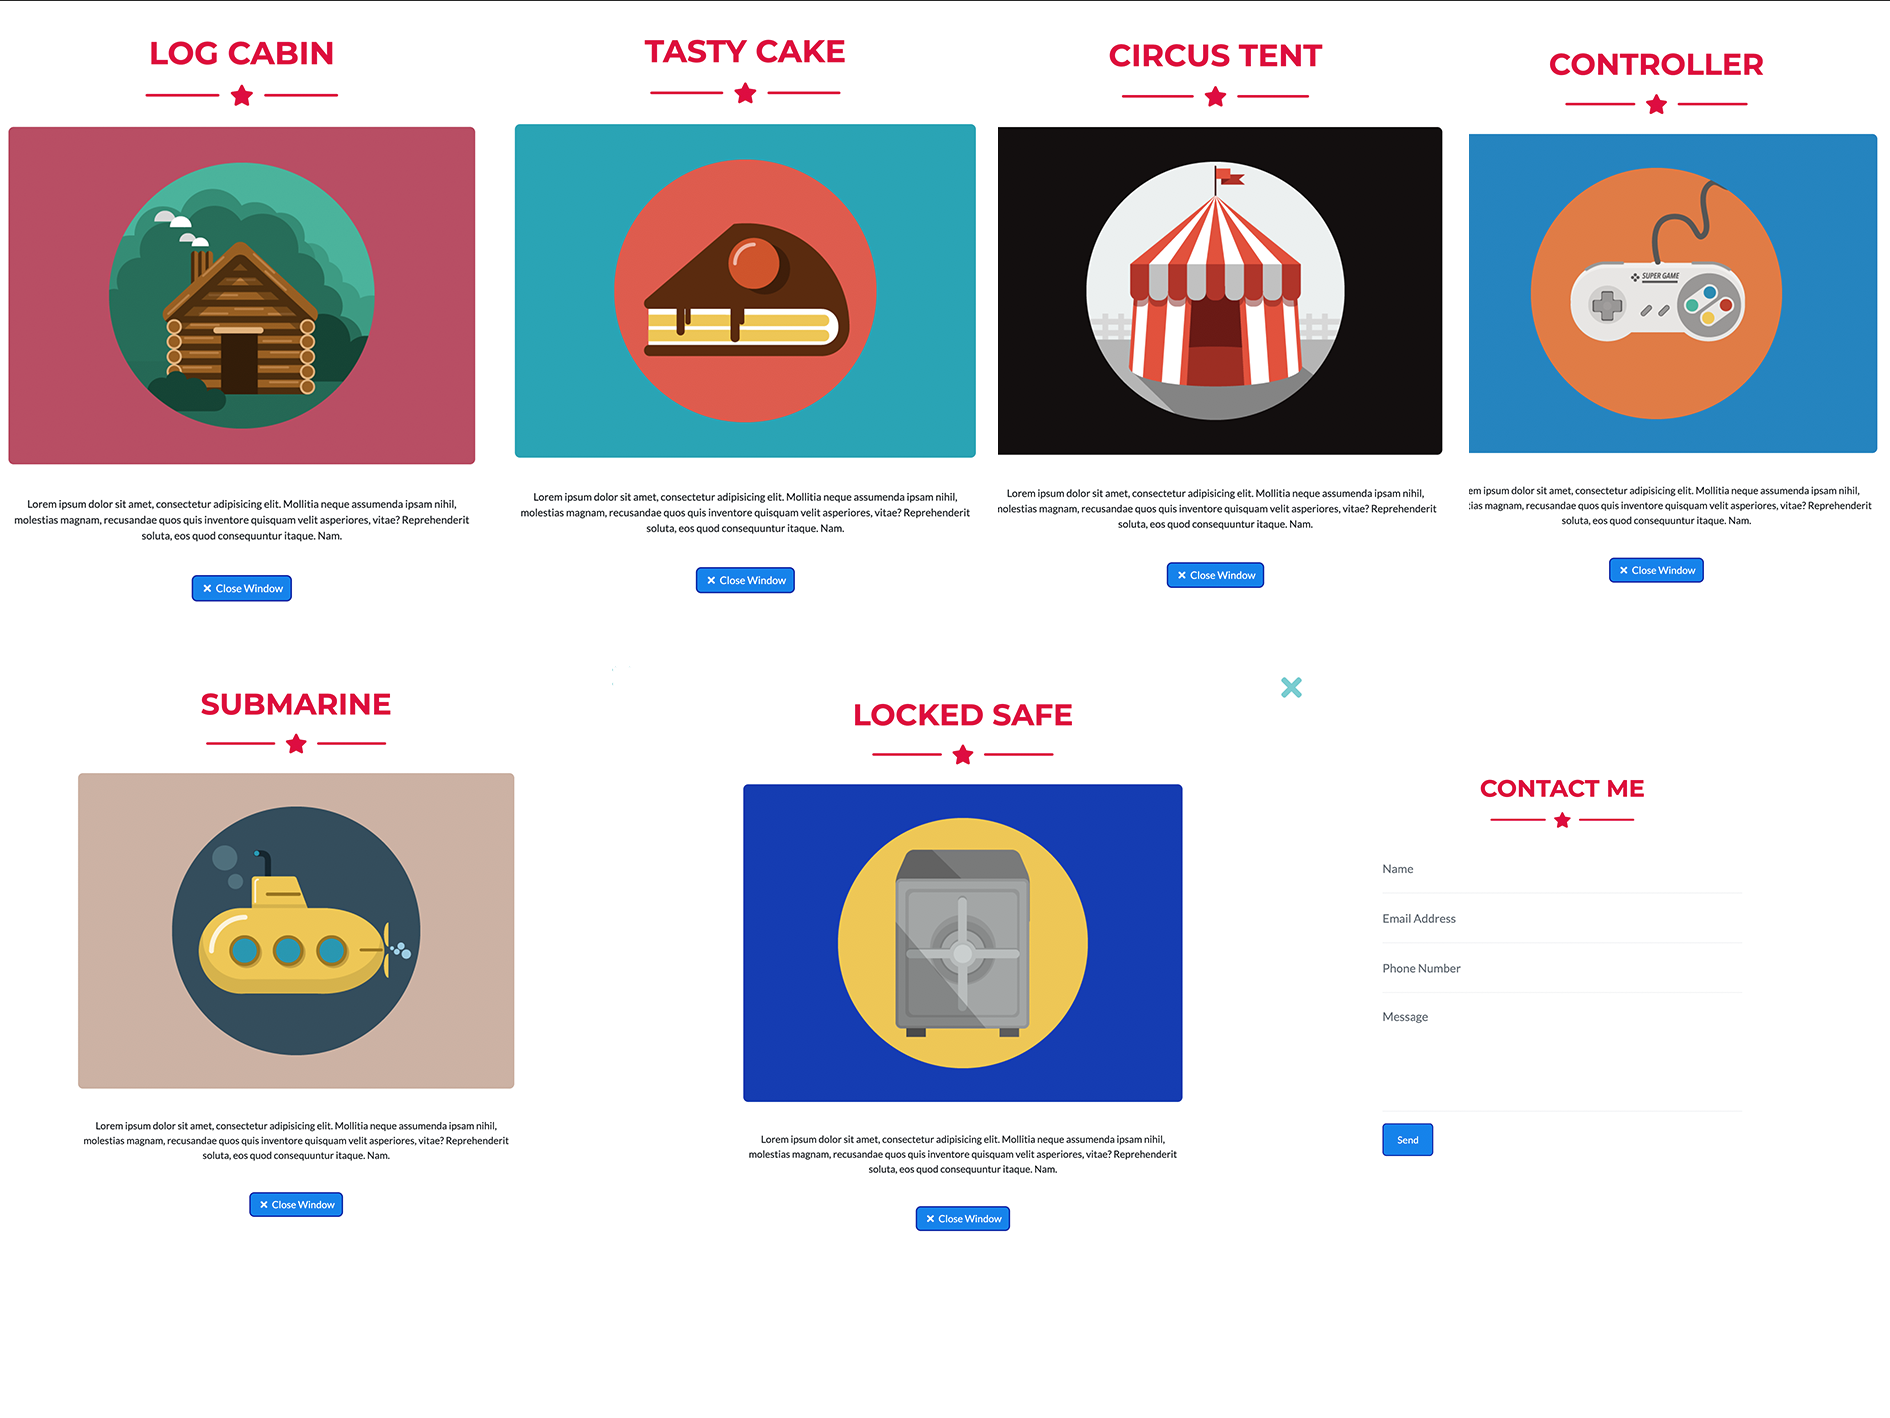 LOG CABIN
Lorem ipsum dolor sit amet, consectetur adipisicing elit. Mollitia neque assumenda ipsam nihil,
molestias magnam, recusandae quos quis inventore quisquam velit asperiores, vitae? Reprehenderit
soluta, eos quod consequuntur itaque. Nam.
Close Window
TASTY CAKE
Lorem ipsum dolor sit amet, consectetur adipisicing elit. Mollitia neque assumenda ipsam nihil,
molestias magnam, recusandae quos quis inventore quisquam velit asperiores, vitae? Reprehenderit
soluta, eos quod consequuntur itaque. Nam.
Close Window
CIRCUS TENT
Lorem ipsum dolor sit amet, consectetur adipisicing elit. Mollitia neque assumenda ipsam nihil,
nolestias magnam, recusandae quos quis inventore quisquam velit asperiores, vitae? Reprehenderit
soluta, eos quod consequuntur itaque. Nam.
Close Window
CONTROLLER
SUPER GAME
em ipsum dolor sit amet, consectetur adipisicing elit. Mollitia neque assumenda ipsam nihil,
ias magnam, recusandae quos quis inventore quisquam velit asperiores, vitae? Reprehenderit
soluta, eos quod consequuntur itaque. Nam.
Close Window
SUBMARINE
Lorem ipsum dolor sit amet, consectetur adipisicing elit. Mollitia neque assumenda ipsam nihil,
molestias magnam, recusandae quos quis inventore quisquam velit asperiores, vitae? Reprehenderit
soluta, eos quod consequuntur itaque. Nam.
Close Window
LOCKED SAFE
Lorem ipsum dolor sit amet, consectetur adipisicing elit. Mollitia neque assumenda ipsam nihil,
molestias magnam, recusandae quos quis inventore quisquam velit asperiores, vitae? Reprehenderit
soluta, eos quod consequuntur itaque. Nam.
Close Window
CONTACT ME
Name
Email Address
Phone Number
Message
Send